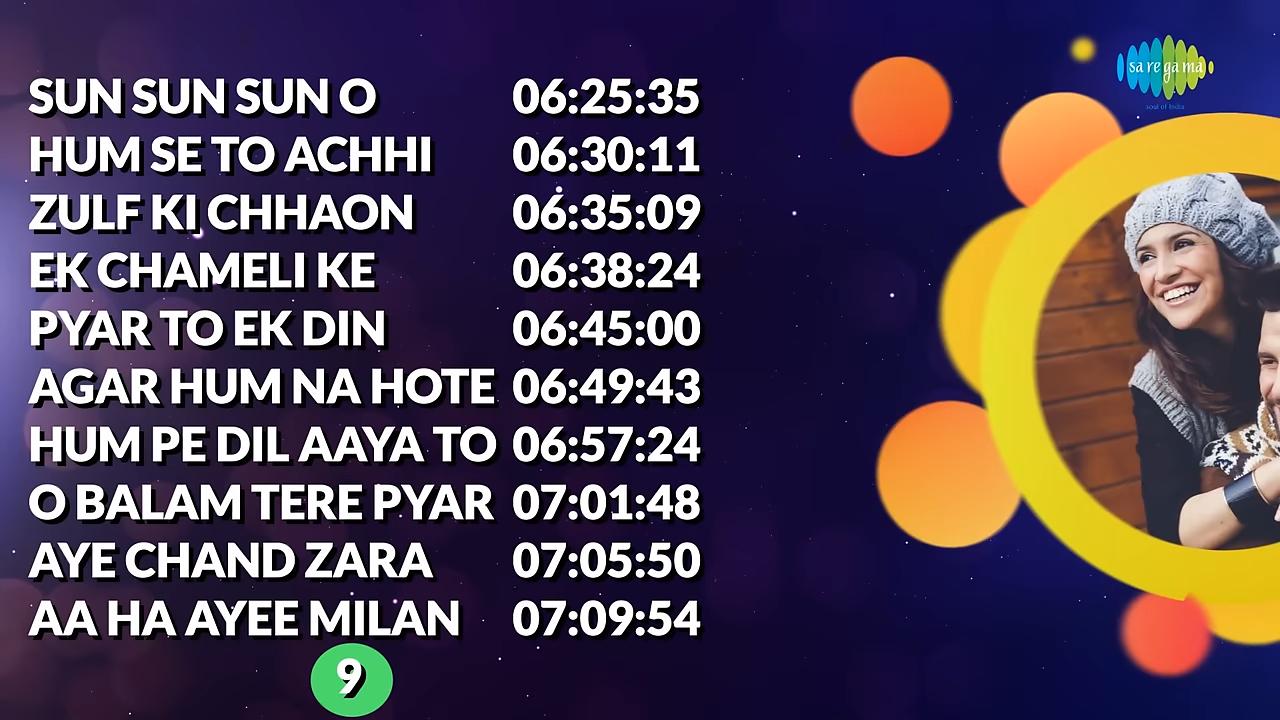 sa re ga ma
soul of India
SUN SUN SUN O 06:25:35
HUM SE TO ACHHI 06:30:11
ZULF KI CHHAON 06:35:09
EK CHAMELI KE 06:38:24
PYAR TO EK DIN 06:45:00
AGAR HUM NA HOTE 06:49:43
HUM PE DIL AAYA TO 06:57:24
O BALAM TERE PYAR 07:01:48
AYE CHAND ZARA 07:05:50
AA HA AYEE MILAN 07:09:54
9